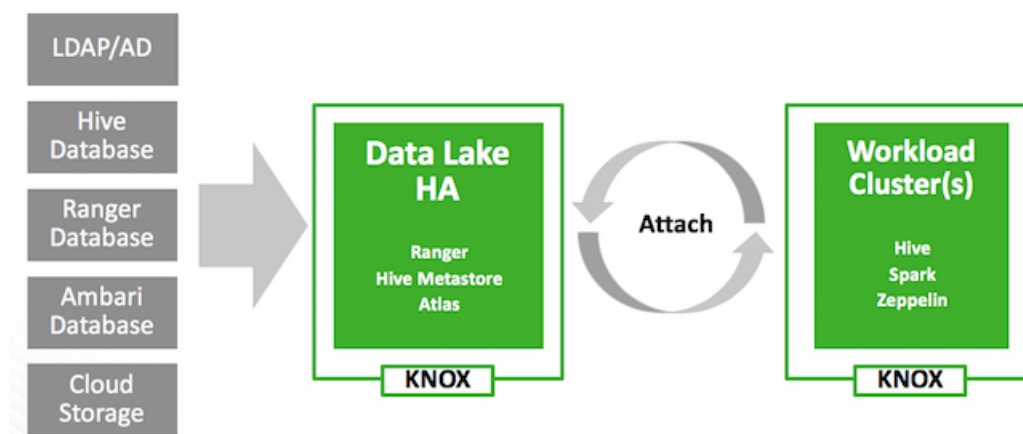 LDAP/AD
Hive
Database
Ranger
Database
Ambari
Database
Cloud
Storage
Data Lake
HA
Ranger
Hive Metastore
Atlas
KNOX
Attach
Workload
Cluster(s)
Hive
Spark
Zeppelin
KNOX